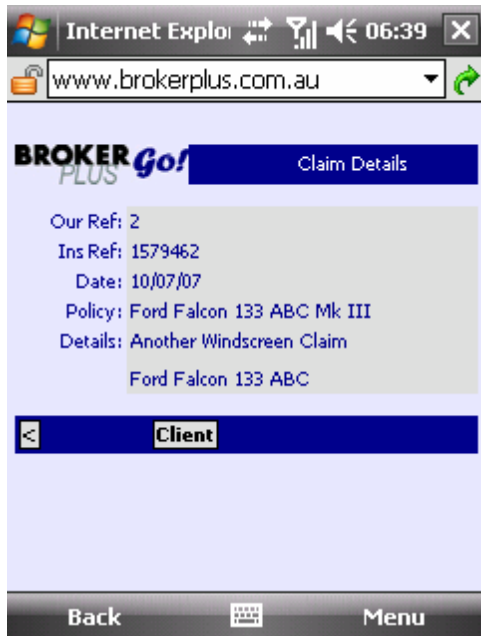 Internet Explo 06:39
www.brokerplus.com.au
BROKER Go!
PLUS
Claim Details
Our Ref: 2
Ins Ref: 1579462
Date: 10/07/07
Policy: Ford Falcon 133 ABC Mk III
Details: Another Windscreen Claim
Ford Falcon 133 ABC
< Client
Back Menu